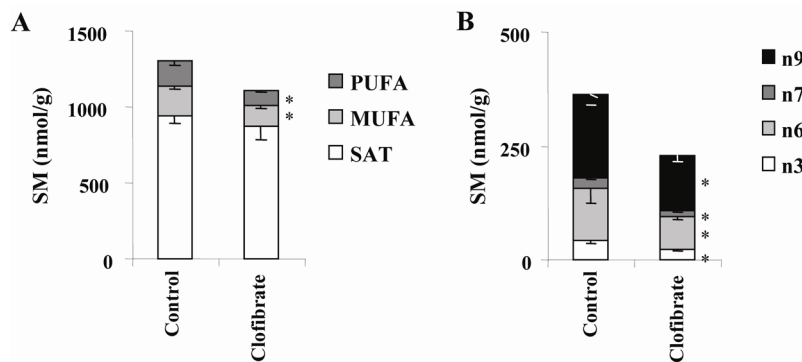 A
SM (nmol/g)
1500
1000
500
0
*
*
PUFA
MUFA
SAT
Control
Clofibrate
B
SM (nmol/g)
500
250
0
*
*
*
*
n9
n7
n6
n3
Control
Clofibrate